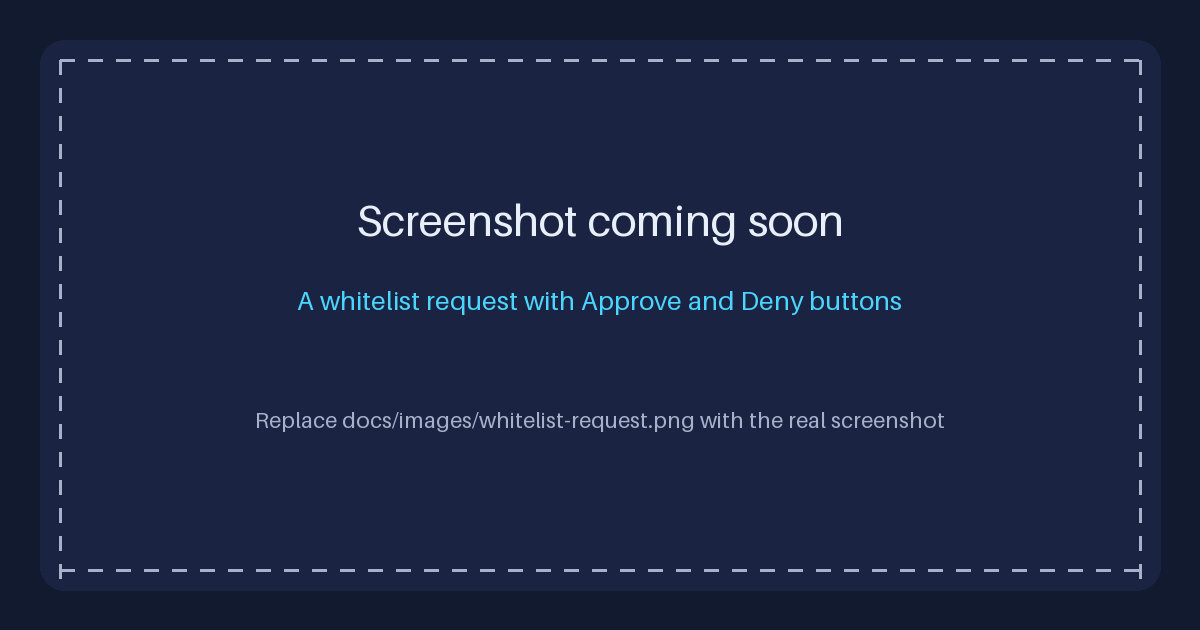 Screenshot coming soon
A whitelist request with Approve and Deny buttons
Replace docs/images/whitelist-request.png with the real screenshot